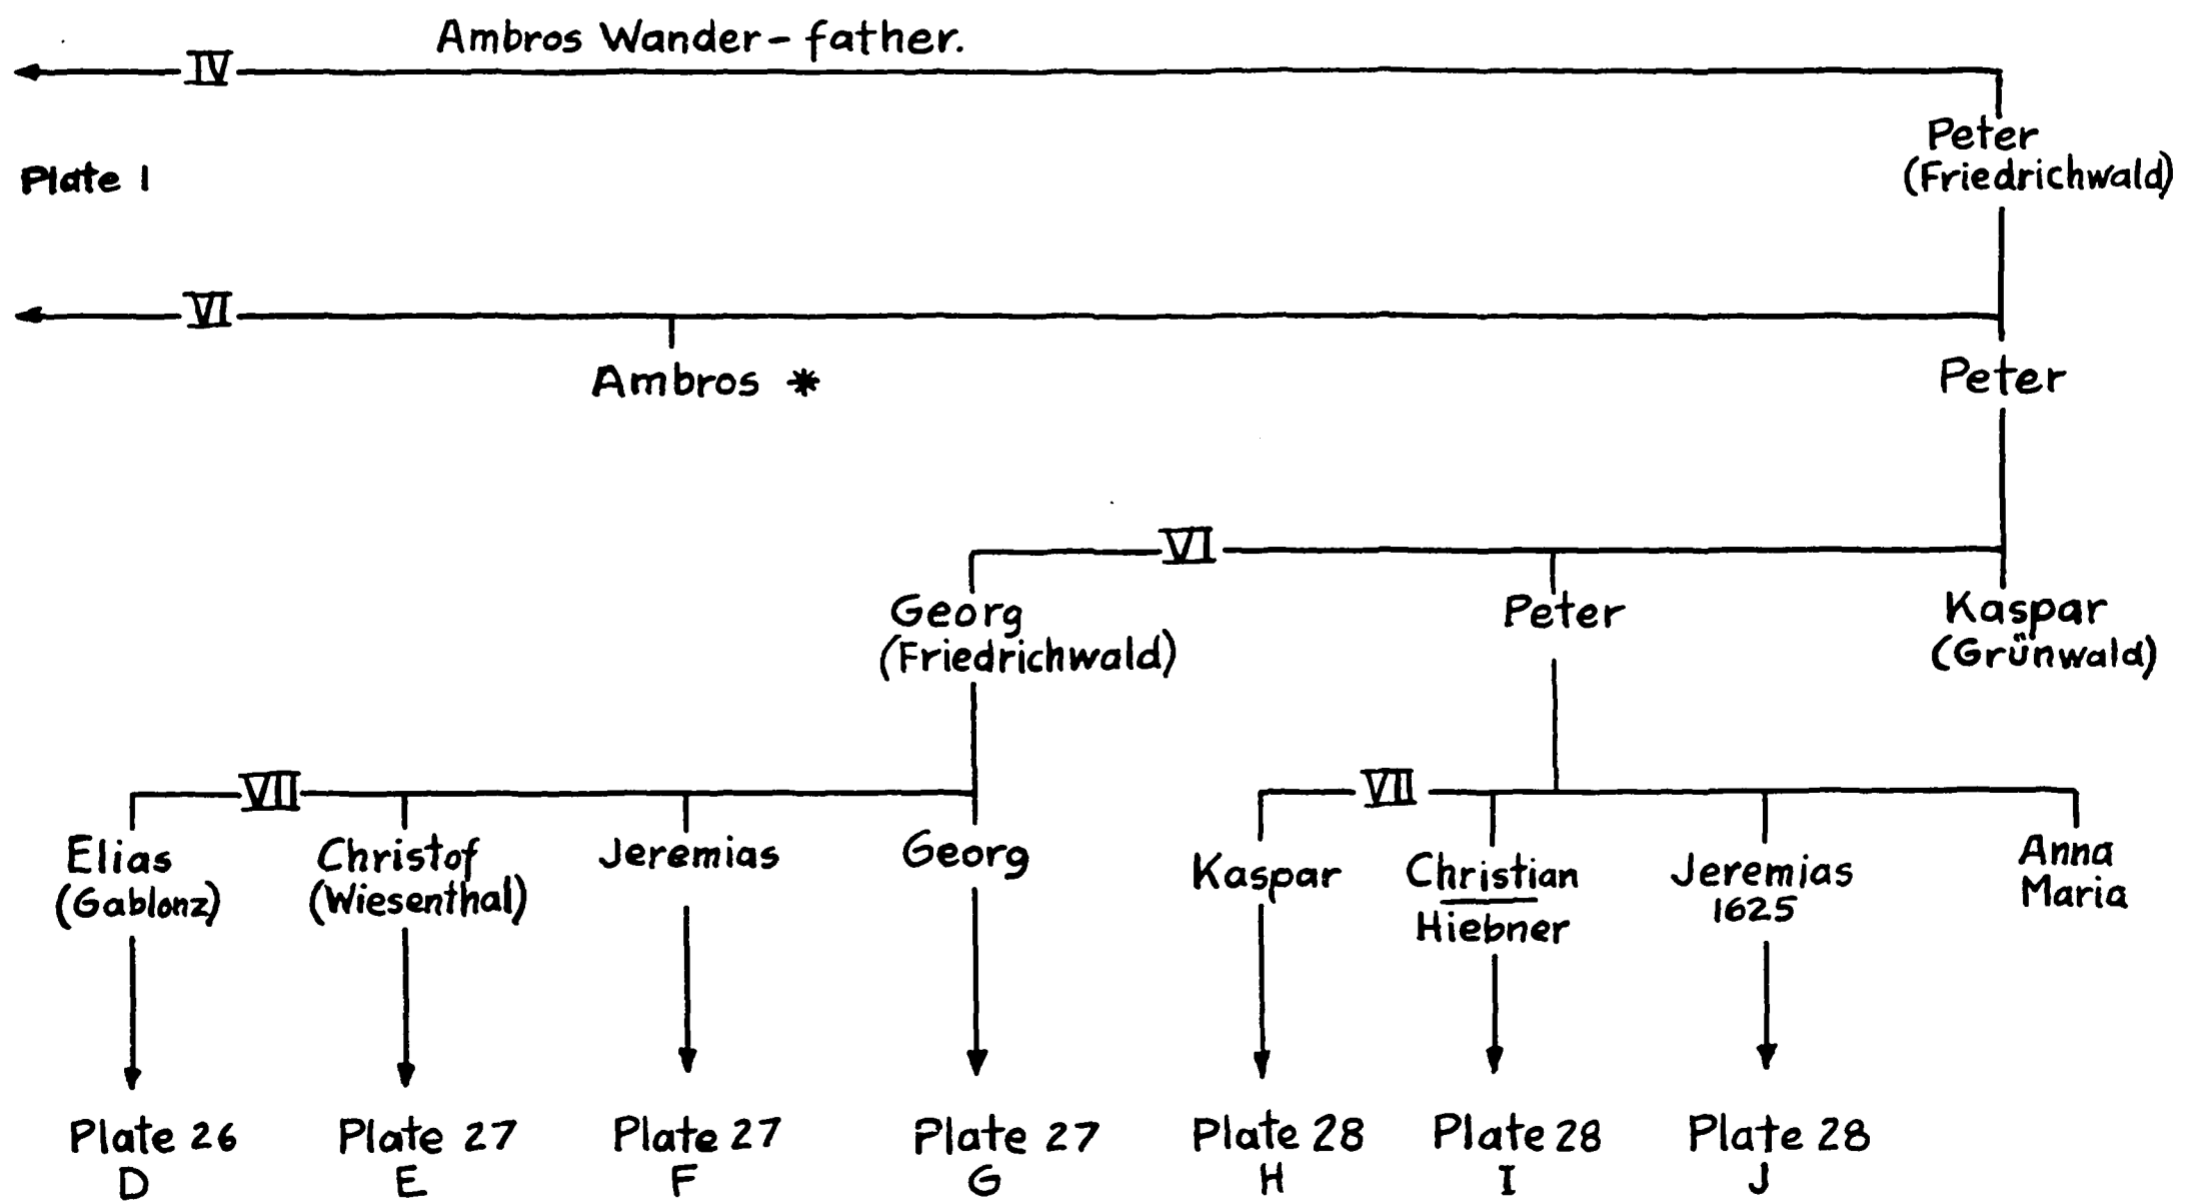 Ambros Wander - father.
IV
Peter
(Friedrichwald)
Plate 1
VI
Ambros *
Peter
VI
Georg
(Friedrichwald)
Peter
Kaspar
(Grünwald)
VII
VII
Elias
(Gablonz)
Christof
(Wiesenthal)
Jeremias
Georg
Kaspar
Christian
Hiebner
Jeremias
1625
Anna
Maria
Plate 26
D
Plate 27
E
Plate 27
F
Plate 27
G
Plate 28
H
Plate 28
I
Plate 28
J